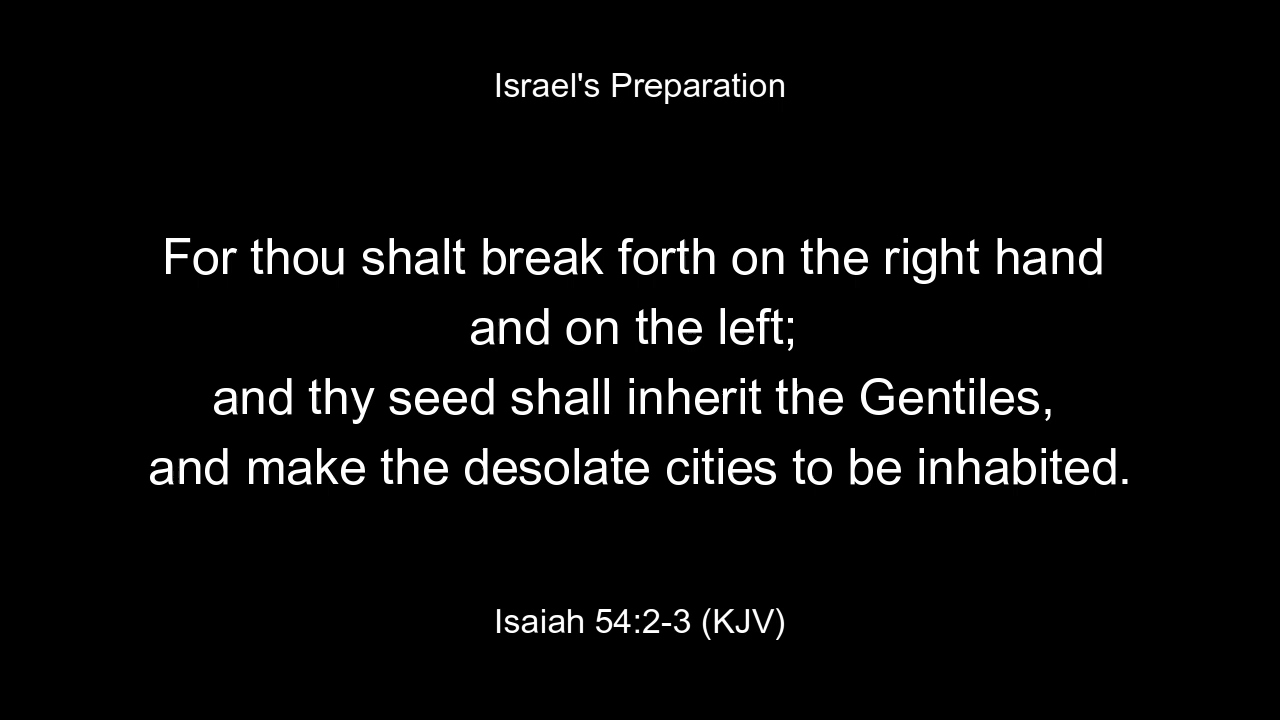 Israel's Preparation
For thou shalt break forth on the right hand
and on the left;
and thy seed shall inherit the Gentiles,
and make the desolate cities to be inhabited.
Isaiah 54:2-3 (KJV)